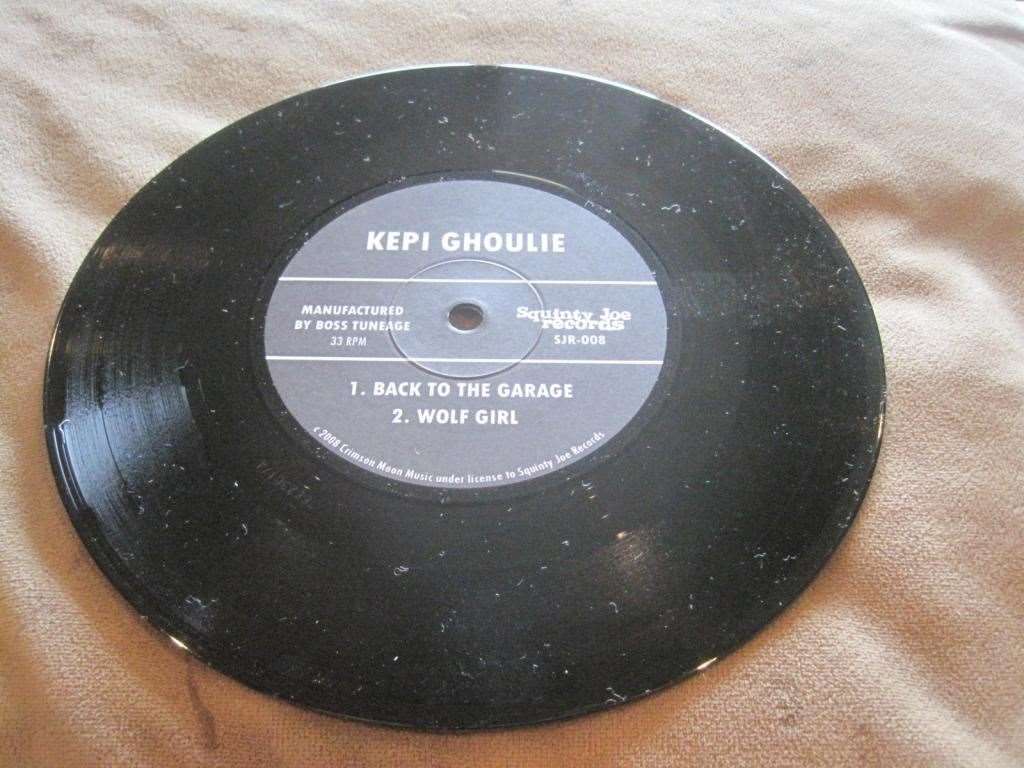 KEPI GHOULIE
MANUFACTURED
BY BOSS TUNEAGE
33 RPM
Squinty Joe
records
SJR-008
1. BACK TO THE GARAGE
2. WOLF GIRL
c 2008 Crimson Moon Music under license to Squinty Joe Records